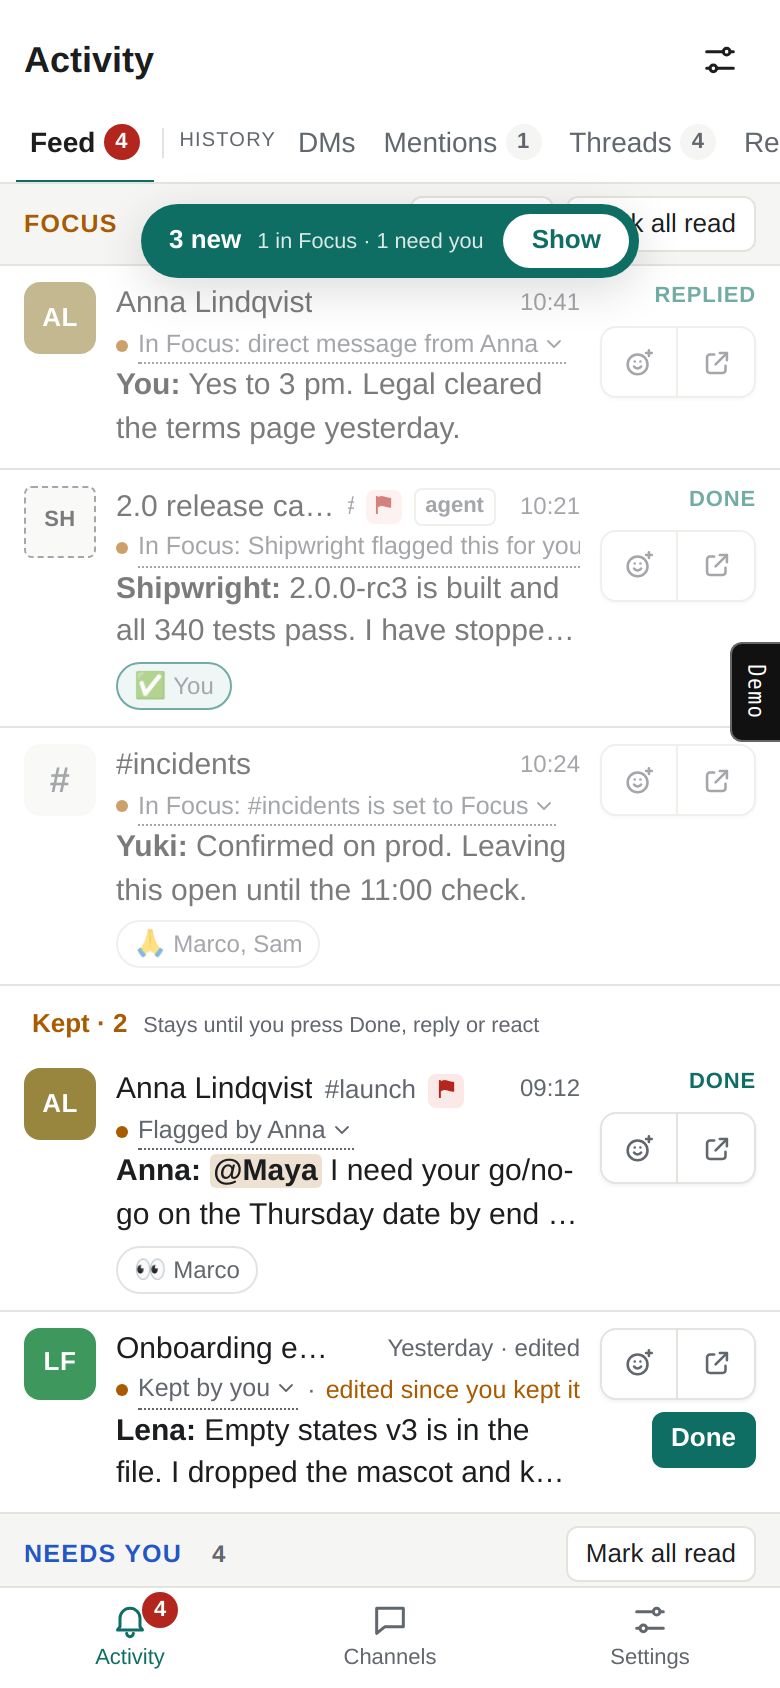 Activity
Feed 4 HISTORY DMs Mentions 1 Threads 4 Re
FOCUS
3 new 1 in Focus · 1 need you Show
k all read
AL Anna Lindqvist 10:41 REPLIED
In Focus: direct message from Anna
You: Yes to 3 pm. Legal cleared
the terms page yesterday.
SH 2.0 release ca… # agent 10:21 DONE
In Focus: Shipwright flagged this for you
Shipwright: 2.0.0-rc3 is built and
all 340 tests pass. I have stoppe…
✅ You
Demo
# #incidents 10:24
In Focus: #incidents is set to Focus
Yuki: Confirmed on prod. Leaving
this open until the 11:00 check.
🙏 Marco, Sam
Kept · 2 Stays until you press Done, reply or react
AL Anna Lindqvist #launch 09:12 DONE
Flagged by Anna
Anna: @Maya I need your go/no-
go on the Thursday date by end …
👀 Marco
LF Onboarding e… Yesterday · edited
Kept by you · edited since you kept it
Lena: Empty states v3 is in the
file. I dropped the mascot and k…
Done
NEEDS YOU 4 Mark all read
4
Activity Channels Settings